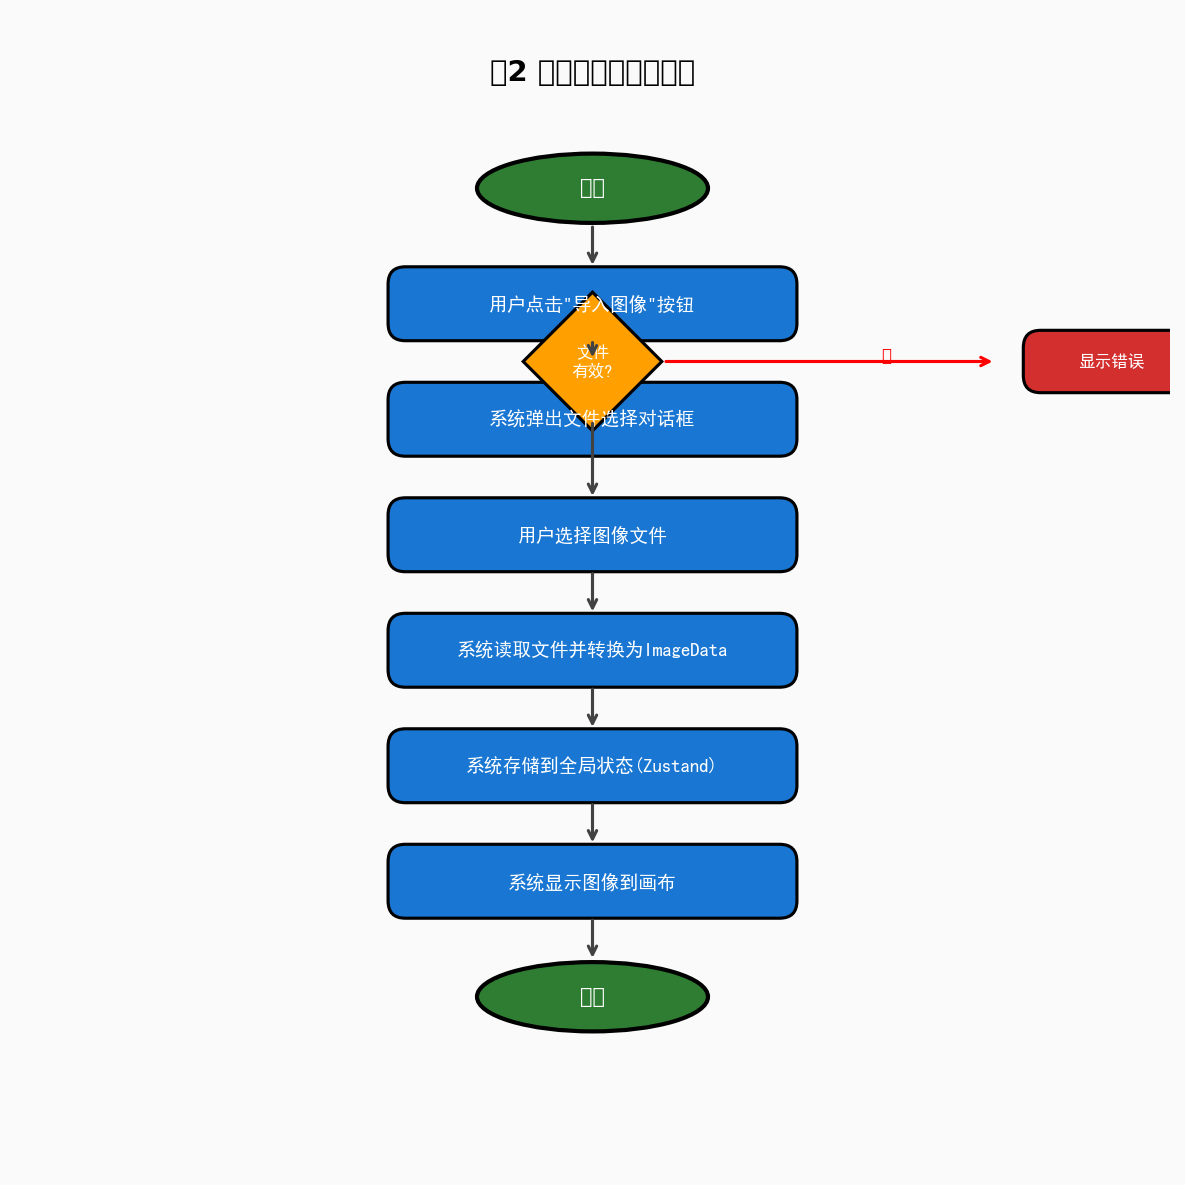 2
用户点击"导入图像"按钮
文件
有效?
显示错误
系统弹出文件选择对话框
用户选择图像文件
系统读取文件并转换为ImageData
系统存储到全局状态(Zustand)
系统显示图像到画布